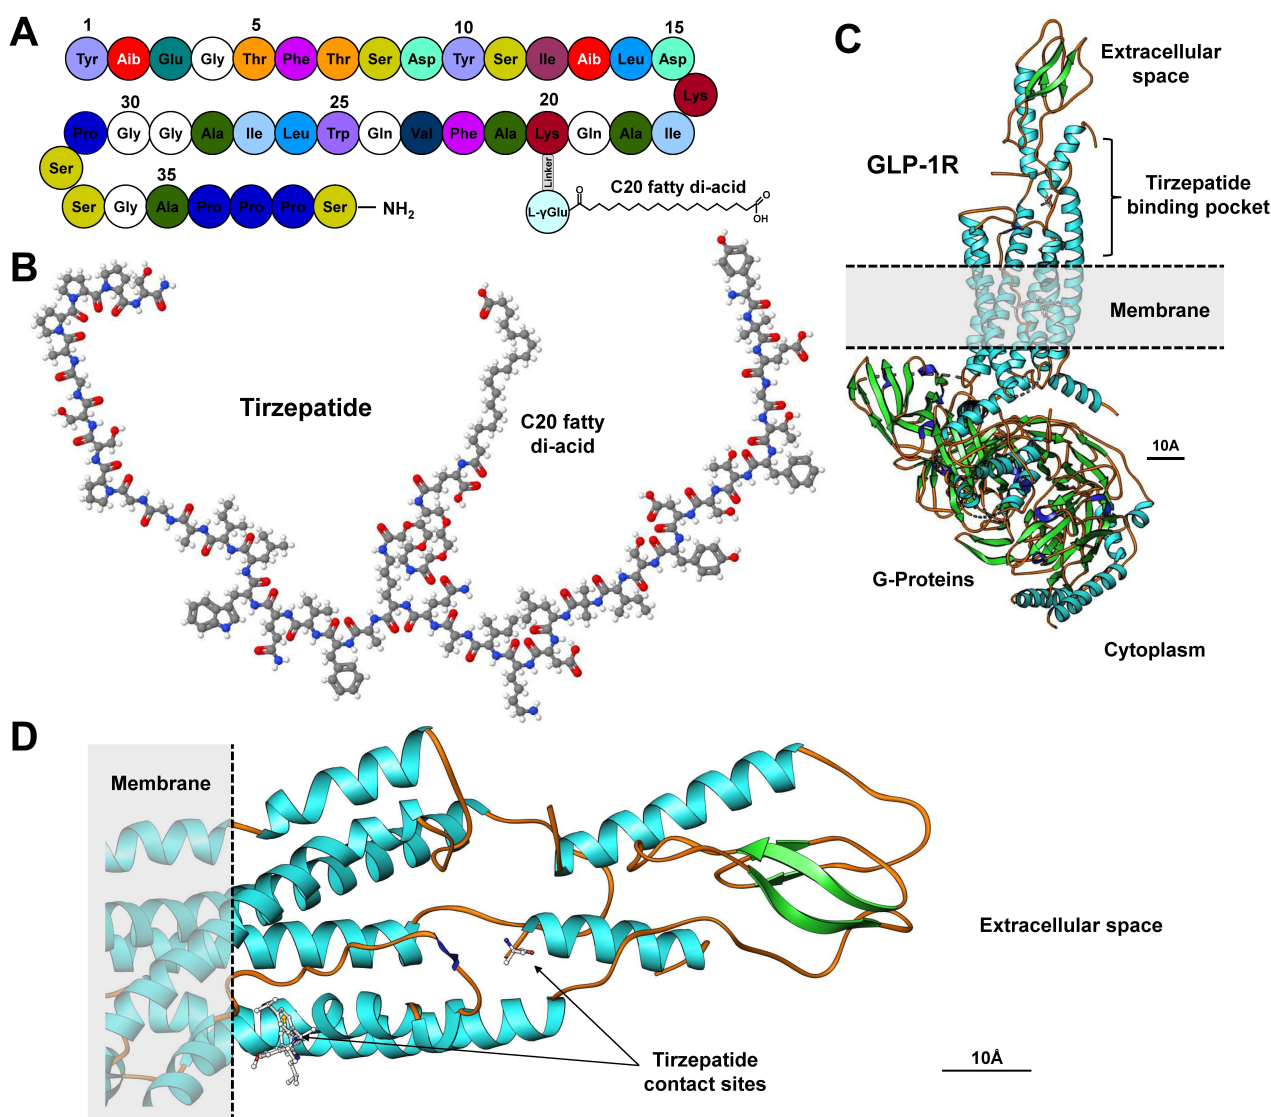 A
1 5 10 15
Tyr Aib Glu Gly Thr Phe Thr Ser Asp Tyr Ser Ile Aib Leu Asp
Lys
30 25 20
Pro Gly Gly Ala Ile Leu Trp Gln Val Phe Ala Lys Gln Ala Ile
Ser
35
Ser Gly Ala Pro Pro Pro Ser NH2
Linker
L-γGlu
O
C20 fatty di-acid
O
OH
B
Tirzepatide
C20 fatty
di-acid
C
Extracellular
space
GLP-1R
Tirzepatide
binding pocket
Membrane
10A
G-Proteins
Cytoplasm
D
Membrane
Extracellular space
Tirzepatide
contact sites
10Å